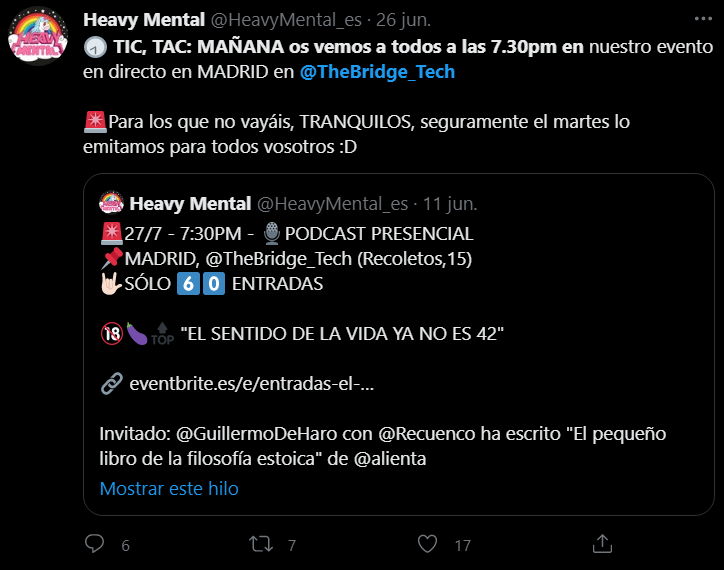 Heavy Mental @HeavyMental_es · 26 jun.
TIC, TAC: MAÑANA os vemos a todos a las 7.30pm en nuestro evento
en directo en MADRID en @TheBridge_Tech
Para los que no vayáis, TRANQUILOS, seguramente el martes lo
emitamos para todos vosotros :D
Heavy Mental @HeavyMental_es · 11 jun.
27/7 - 7:30PM - PODCAST PRESENCIAL
MADRID, @TheBridge_Tech (Recoletos,15)
SÓLO 6 0 ENTRADAS
18 TOP "EL SENTIDO DE LA VIDA YA NO ES 42"
eventbrite.es/e/entradas-el-...
Invitado: @GuillermoDeHaro con @Recuenco ha escrito "El pequeño
libro de la filosofía estoica" de @alienta
Mostrar este hilo
6 7 17